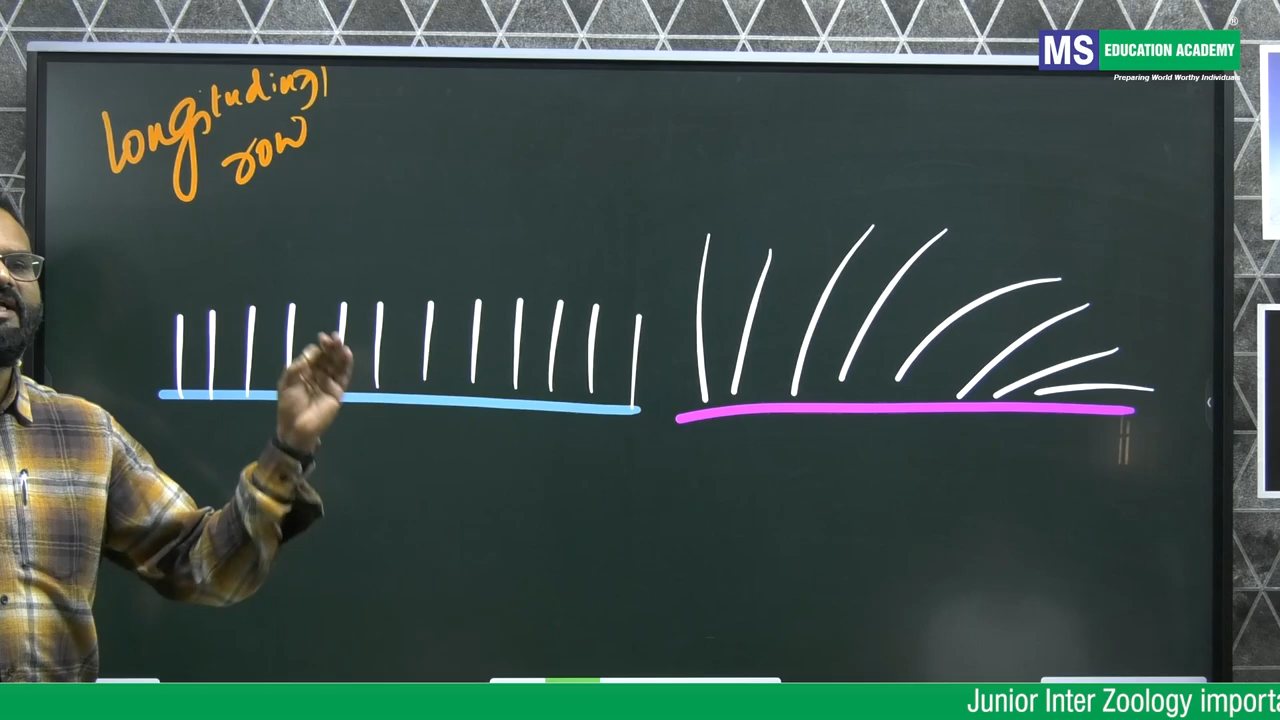 longitudinal
row
MS EDUCATION ACADEMY
®
Preparing World Worthy Individuals
Junior Inter Zoology importa